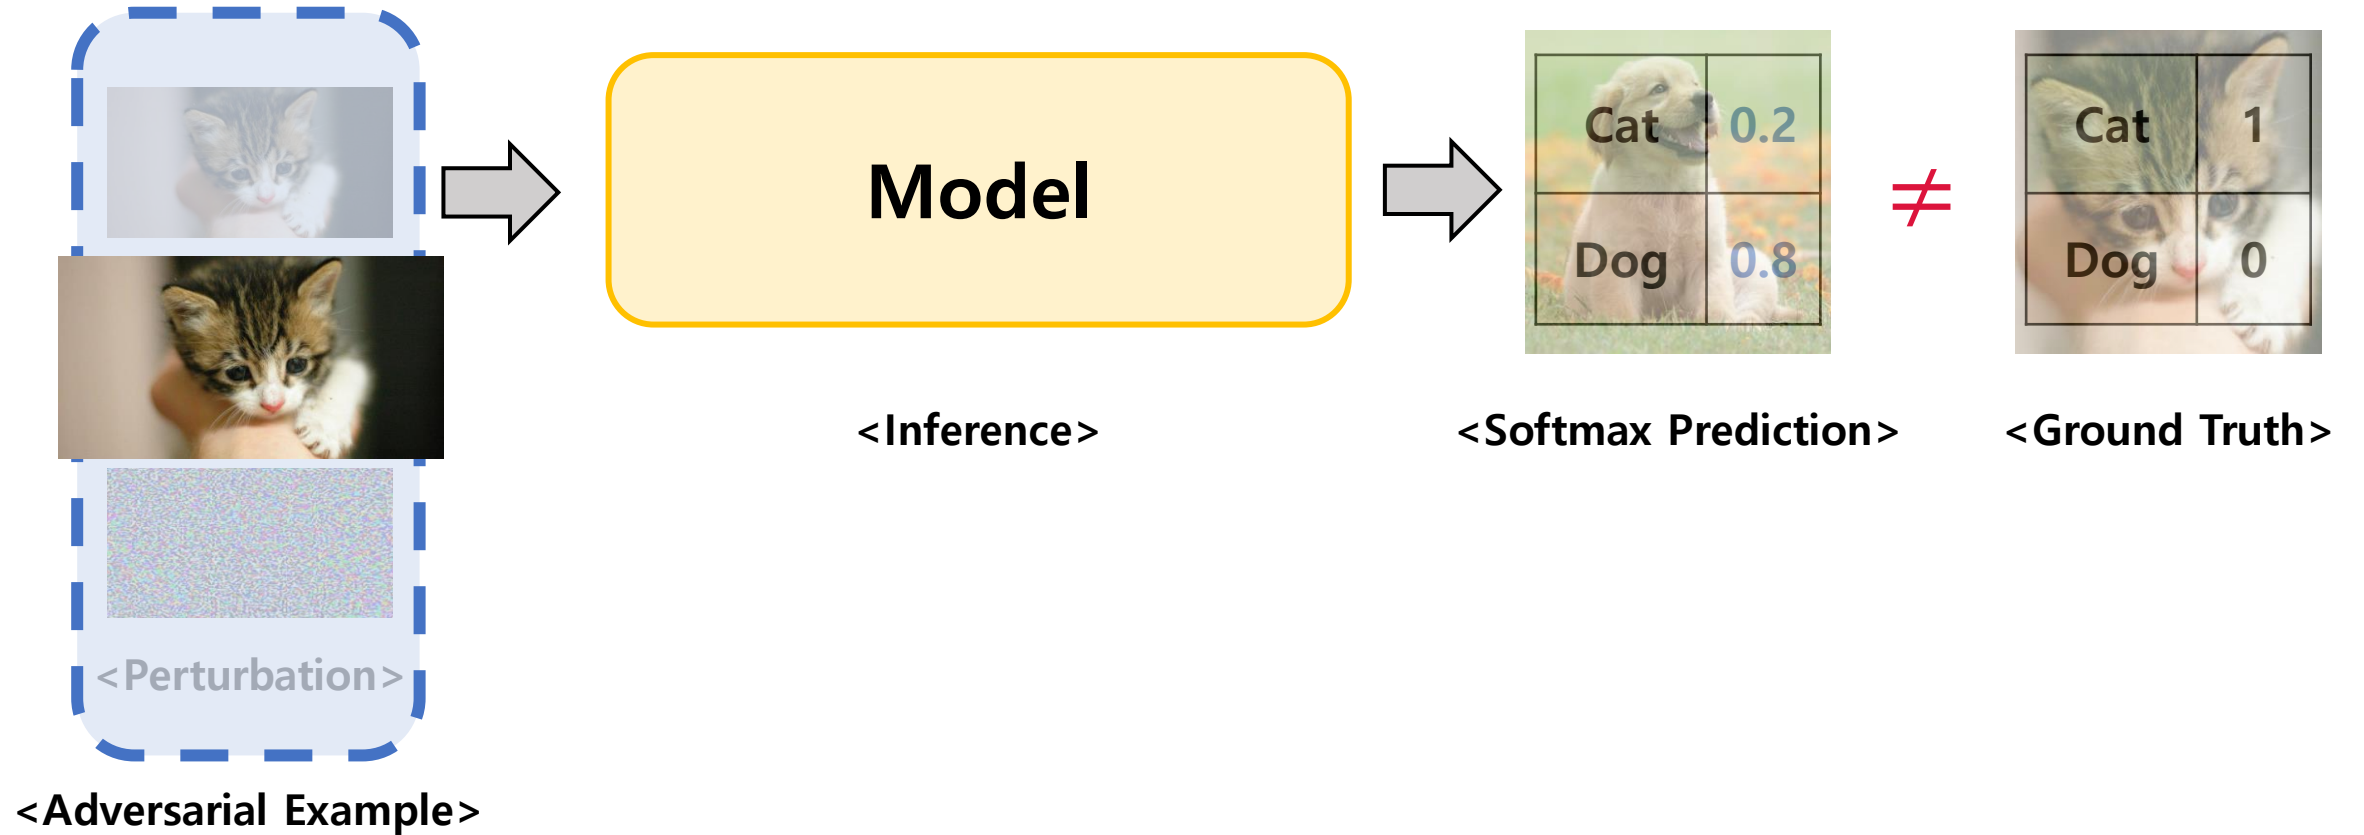 Model
Cat 0.2
Dog 0.8
≠
Cat 1
Dog 0
<Inference>
<Softmax Prediction>
<Ground Truth>
<Perturbation>
<Adversarial Example>